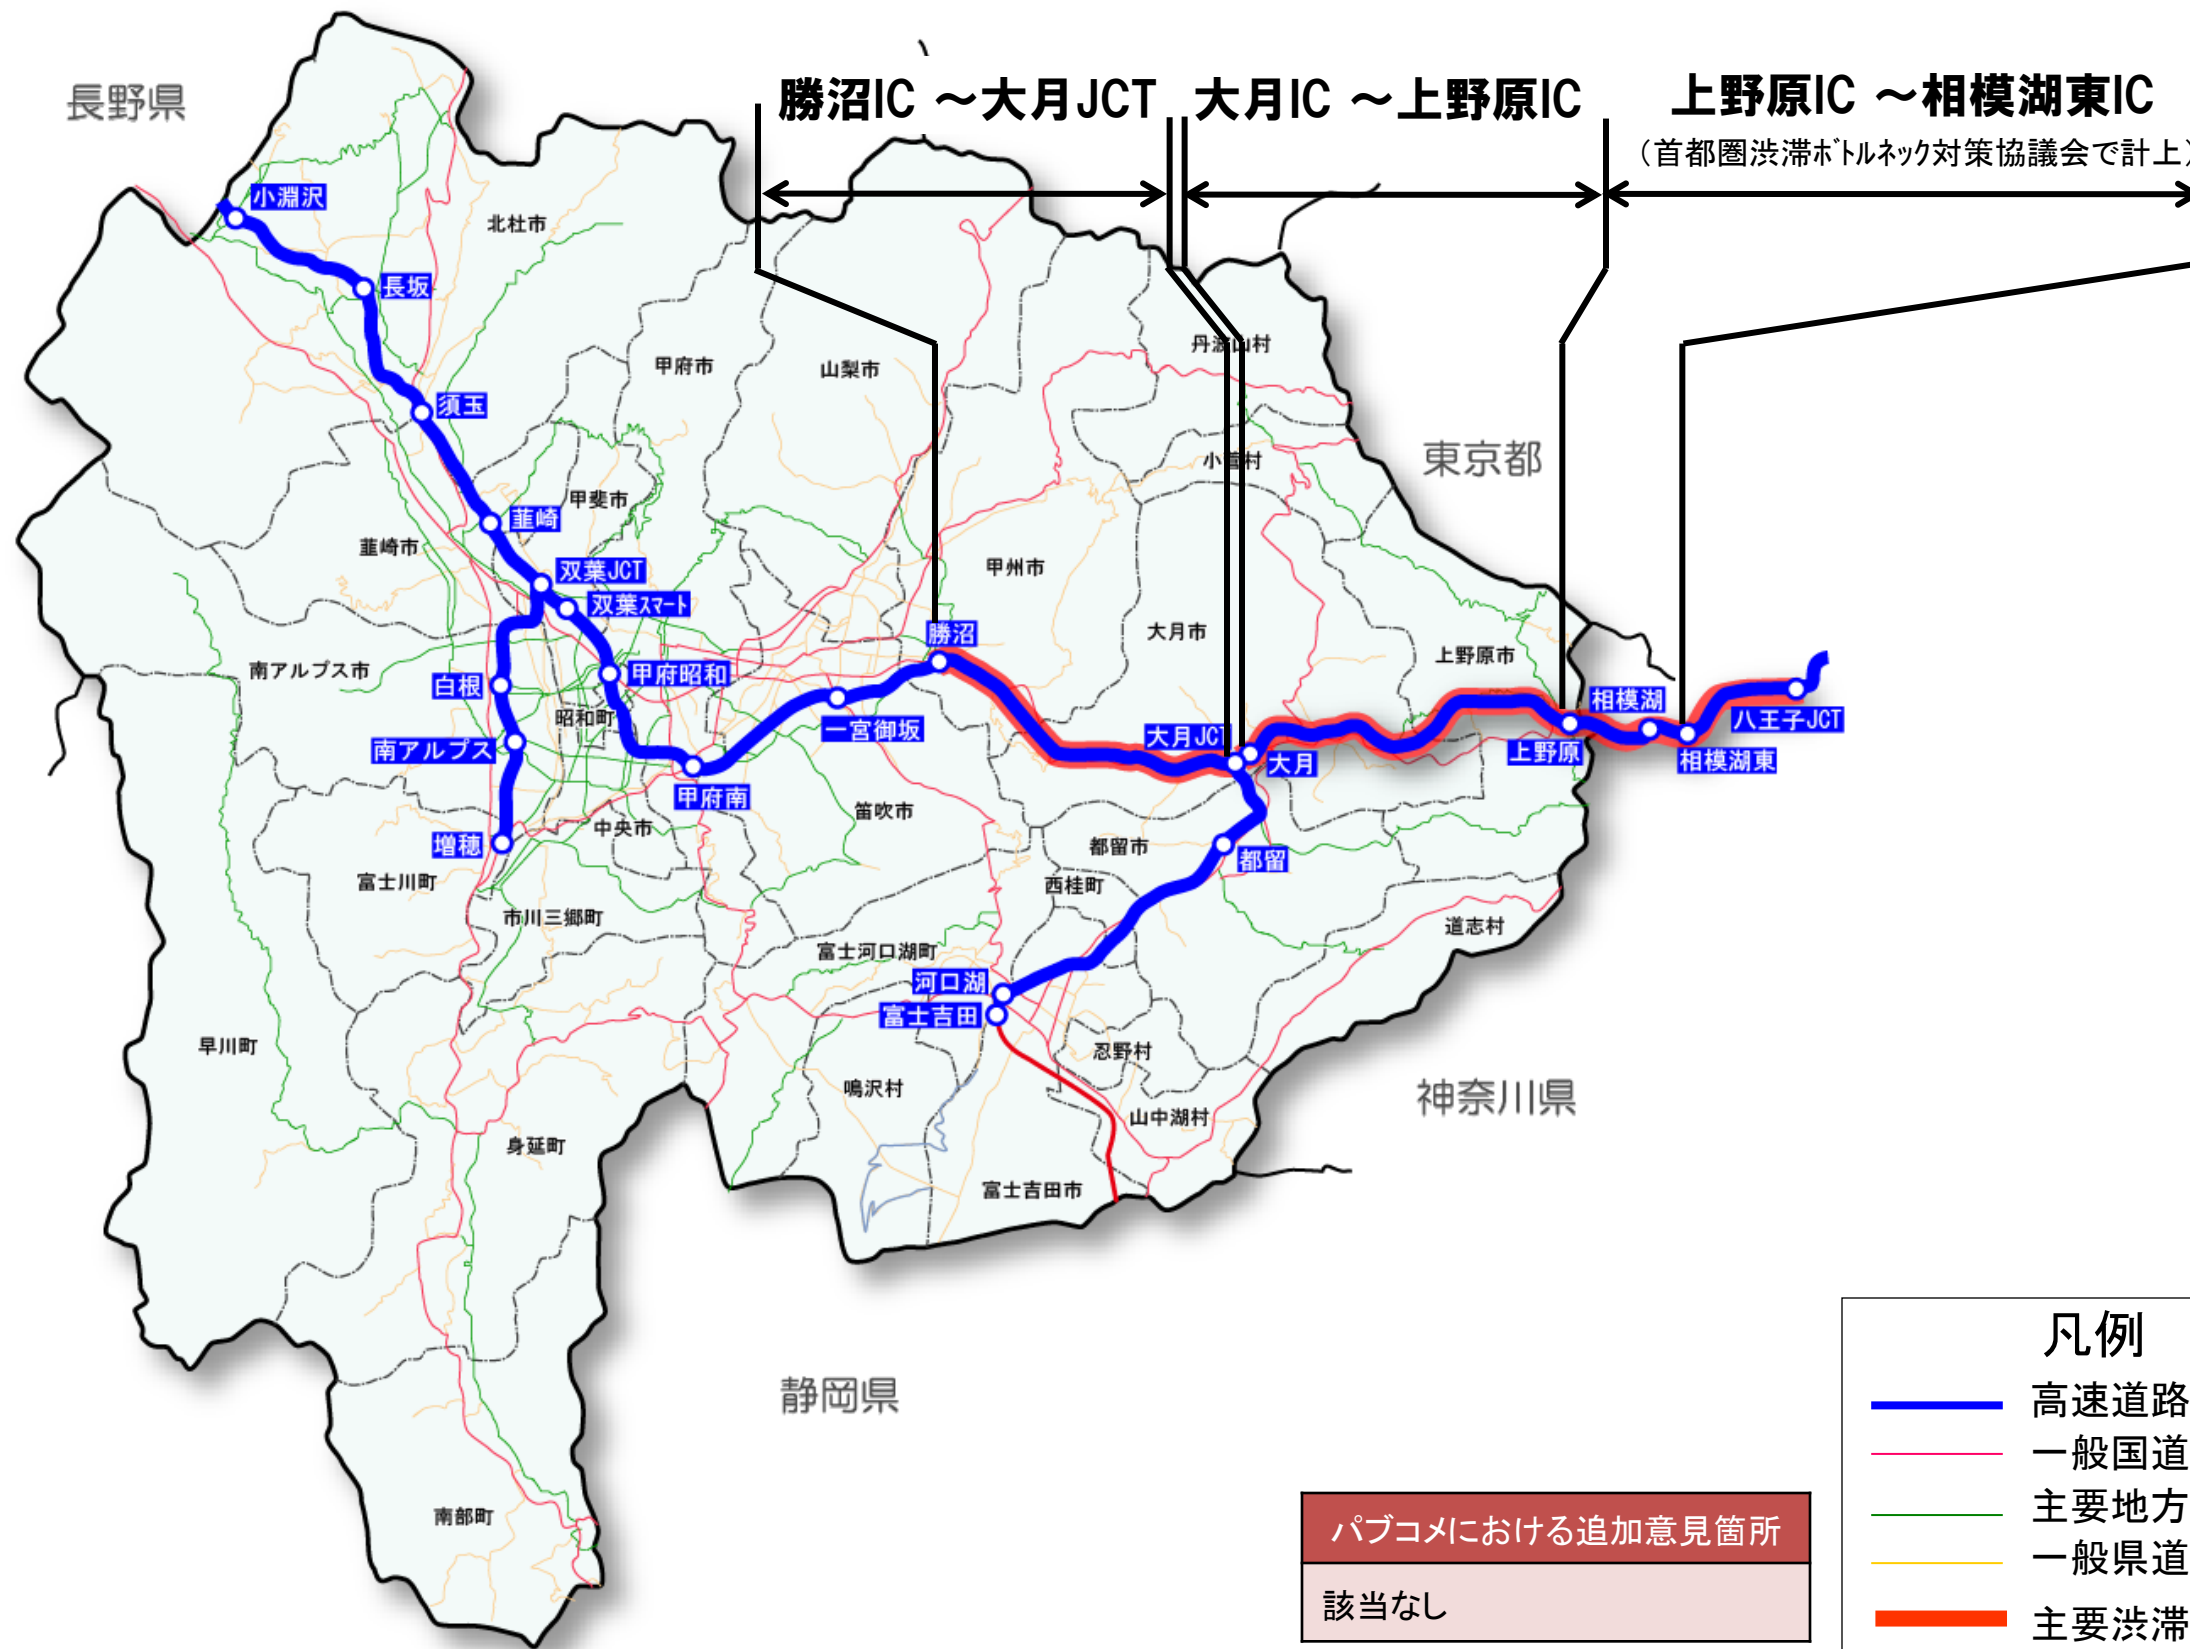 勝沼IC ～大月JCT
大月IC ～上野原IC
上野原IC ～相模湖東IC
（首都圏渋滞ﾎﾞﾄﾙﾈｯｸ対策協議会で計上）
長野県
小淵沢
北杜市
長坂
丹波山村
甲府市
山梨市
須玉
東京都
小菅村
甲斐市
韮崎
韮崎市
双葉JCT
甲州市
双葉ｽﾏｰﾄ
勝沼
大月市
上野原市
南アルプス市
白根
甲府昭和
相模湖
昭和町
一宮御坂
八王子JCT
大月JCT
南アルプス
大月
上野原
相模湖東
甲府南
笛吹市
中央市
増穂
都留市
都留
富士川町
西桂町
市川三郷町
道志村
富士河口湖町
河口湖
富士吉田
早川町
忍野村
鳴沢村
神奈川県
山中湖村
身延町
富士吉田市
静岡県
南部町
凡例
高速道路
一般国道
主要地方
一般県道
主要渋滞
パブコメにおける追加意見箇所
該当なし